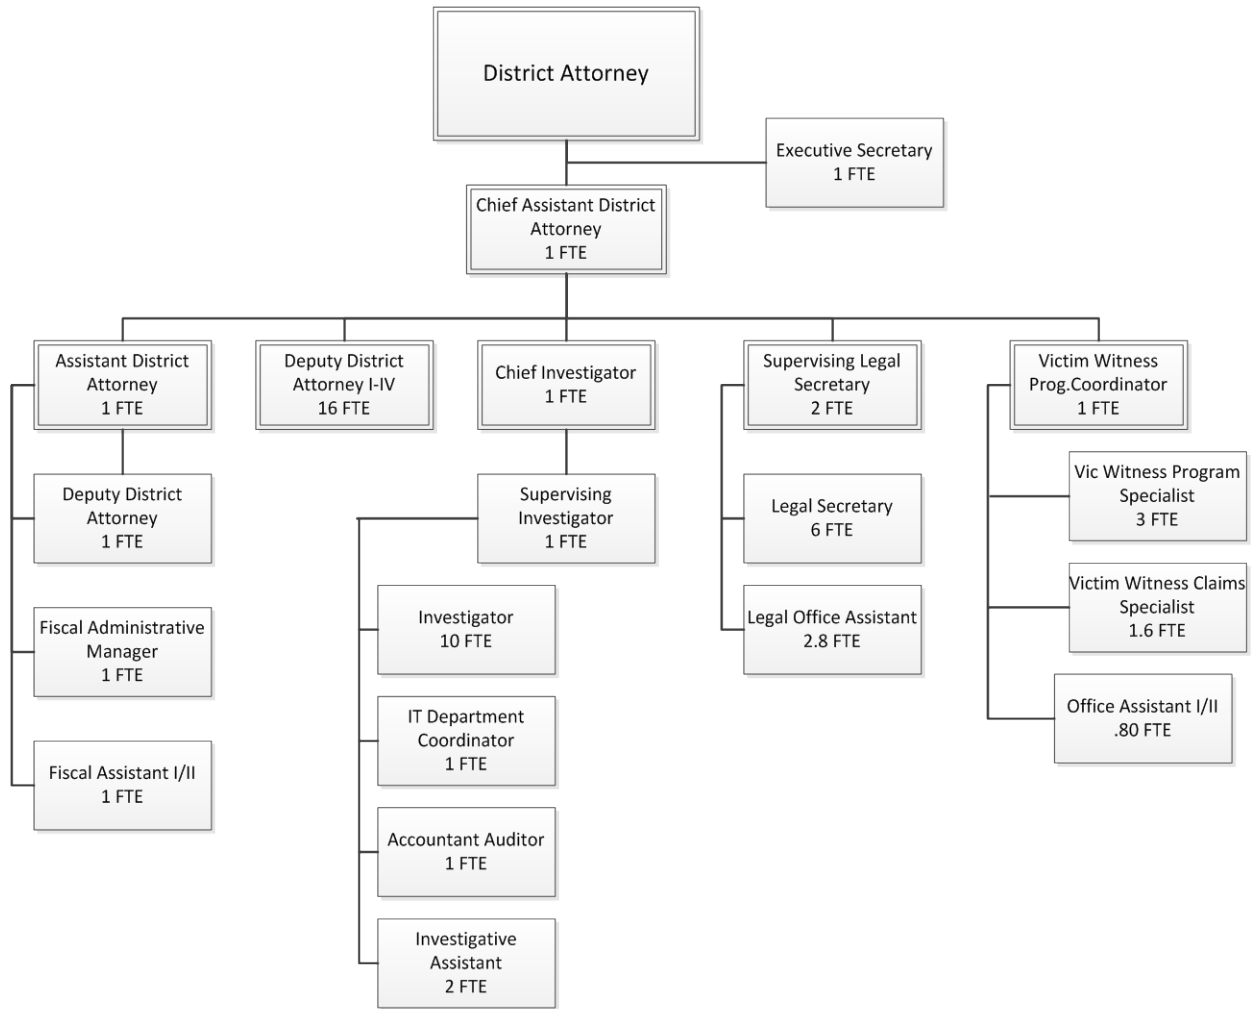 District Attorney
Executive Secretary
1 FTE
Chief Assistant District
Attorney
1 FTE
Assistant District
Attorney
1 FTE
Deputy District
Attorney I-IV
16 FTE
Chief Investigator
1 FTE
Supervising Legal
Secretary
2 FTE
Victim Witness
Prog.Coordinator
1 FTE
Deputy District
Attorney
1 FTE
Fiscal Administrative
Manager
1 FTE
Fiscal Assistant I/II
1 FTE
Supervising
Investigator
1 FTE
Investigator
10 FTE
IT Department
Coordinator
1 FTE
Accountant Auditor
1 FTE
Investigative
Assistant
2 FTE
Legal Secretary
6 FTE
Legal Office Assistant
2.8 FTE
Vic Witness Program
Specialist
3 FTE
Victim Witness Claims
Specialist
1.6 FTE
Office Assistant I/II
.80 FTE